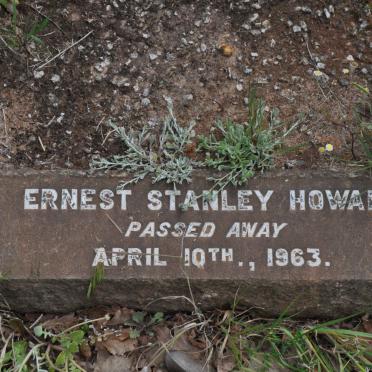 ERNEST STANLEY HOWA
PASSED AWAY
APRIL 10TH., 1963.